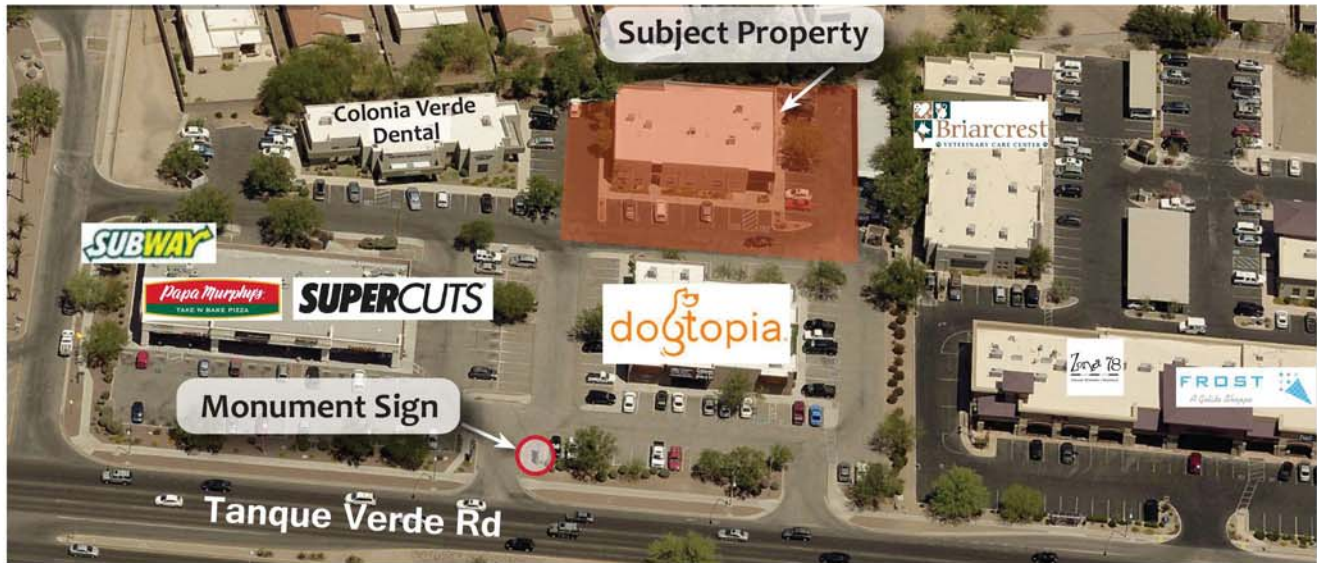 Subject Property
Colonia Verde
Dental
Briarcrest
VETERINARY CARE CENTER
SUBWAY
Papa Murphy's
TAKE 'N' BAKE PIZZA
SUPERCUTS
dogtopia
Zona 78
FROST
A Gelato Shoppe
Monument Sign
Tanque Verde Rd